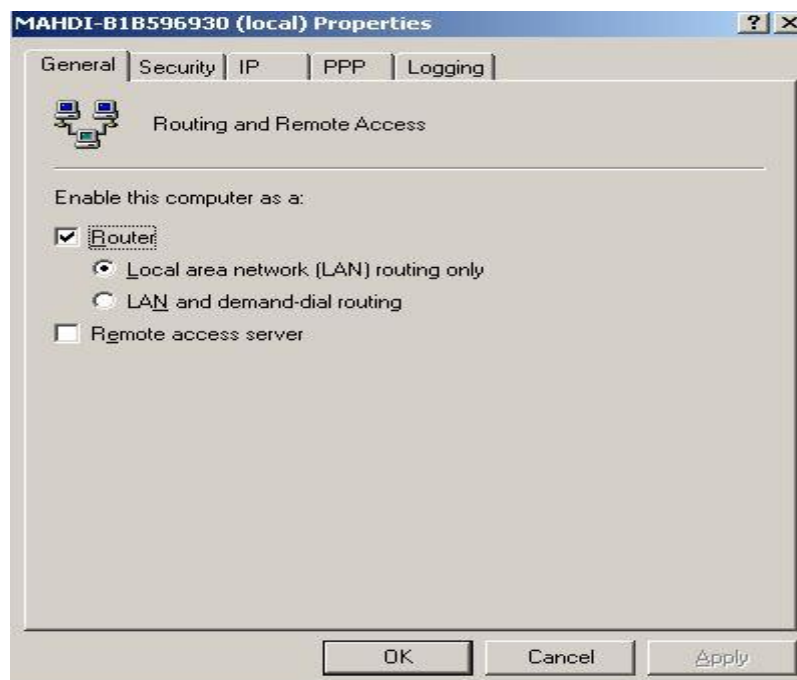 MAHDI-B1B596930 (local) Properties
General Security IP PPP Logging
Routing and Remote Access
Enable this computer as a:
Router
Local area network (LAN) routing only
LAN and demand-dial routing
Remote access server
OK Cancel Apply